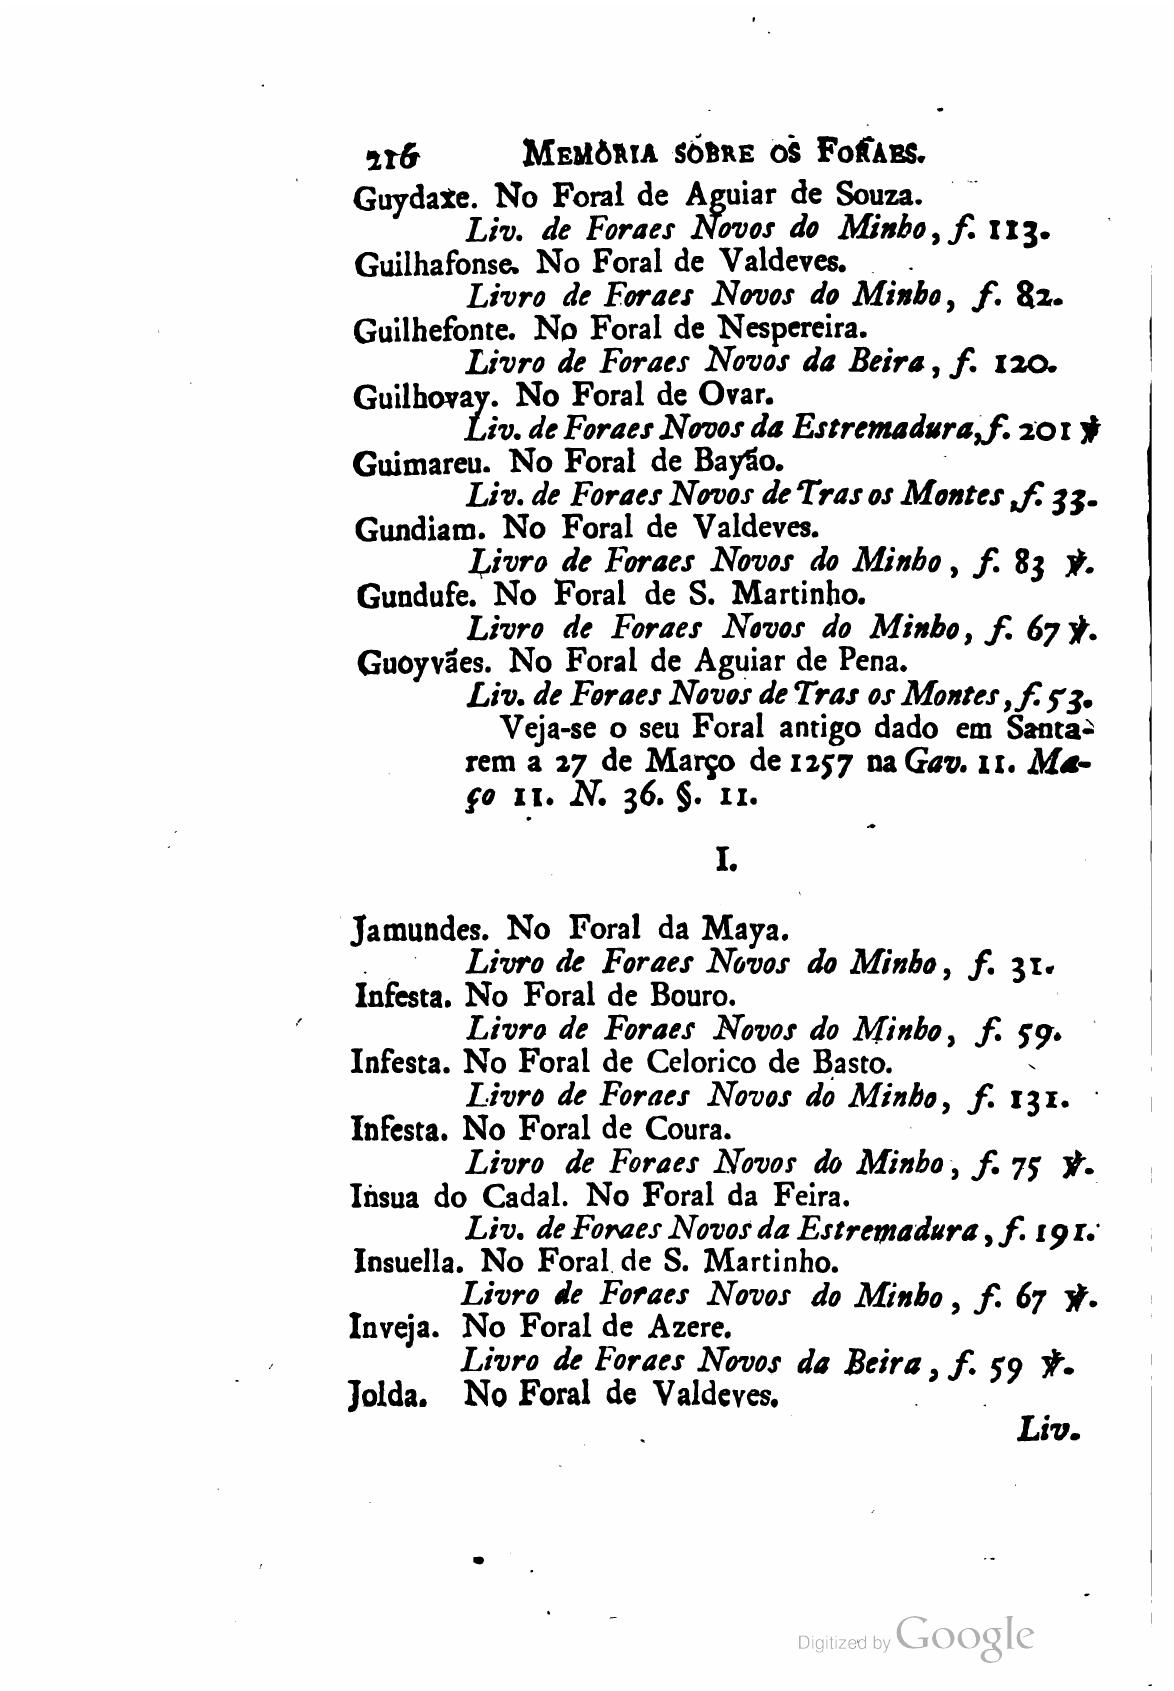 216 MEMORIA SOBRE OS FORAES.
Guydaxe. No Foral de Aguiar de Souza.
Liv. de Foraes Novos do Minho, f. 113.
Guilhafonse. No Foral de Valdeves.
Livro de Foraes Novos do Minho, f. 82.
Guilhefonte. No Foral de Nespereira.
Livro de Foraes Novos da Beira, f. 120.
Guilhovay. No Foral de Ovar.
Liv. de Foraes Novos da Estremadura, f. 201 ℣
Guimareu. No Foral de Bayão.
Liv. de Foraes Novos de Tras os Montes, f. 33.
Gundiam. No Foral de Valdeves.
Livro de Foraes Novos do Minho, f. 83 ℣.
Gundufe. No Foral de S. Martinho.
Livro de Foraes Novos do Minho, f. 67 ℣.
Guoyvães. No Foral de Aguiar de Pena.
Liv. de Foraes Novos de Tras os Montes, f. 53.
Veja-se o seu Foral antigo dado em Santa-
rem a 27 de Março de 1257 na Gav. 11. Ma-
ço 11. N. 36. §. 11.
I.
Jamundes. No Foral da Maya.
Livro de Foraes Novos do Minho, f. 31.
Infesta. No Foral de Bouro.
Livro de Foraes Novos do Minho, f. 59.
Infesta. No Foral de Celorico de Basto.
Livro de Foraes Novos do Minho, f. 131.
Infesta. No Foral de Coura.
Livro de Foraes Novos do Minho, f. 75 ℣.
Insua do Cadal. No Foral da Feira.
Liv. de Foraes Novos da Estremadura, f. 191.
Insuella. No Foral de S. Martinho.
Livro de Foraes Novos do Minho, f. 67 ℣.
Inveja. No Foral de Azere.
Livro de Foraes Novos da Beira, f. 59 ℣.
Jolda. No Foral de Valdeves.
Liv.
Digitized by Google